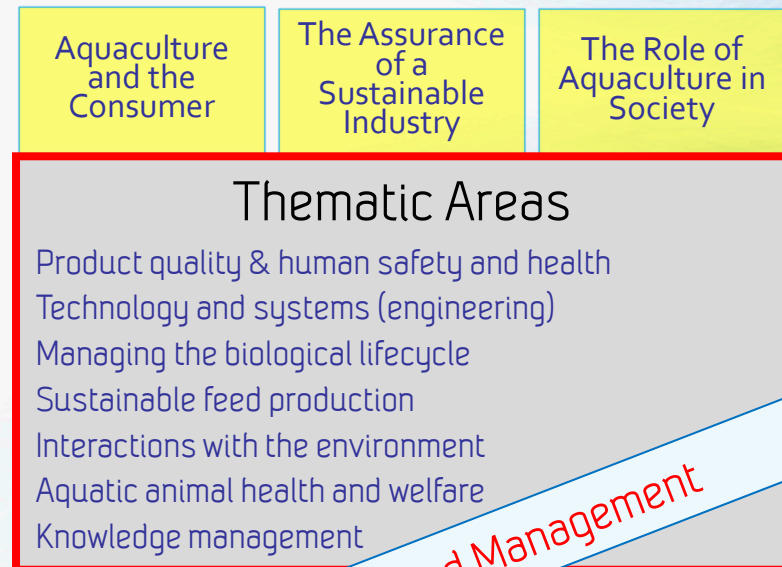 Aquaculture
and the
Consumer
The Assurance
of a
Sustainable
Industry
The Role of
Aquaculture in
Society
Thematic Areas
Product quality & human safety and health
Technology and systems (engineering)
Managing the biological lifecycle
Sustainable feed production
Interactions with the environment
Aquatic animal health and welfare
Knowledge management
Management